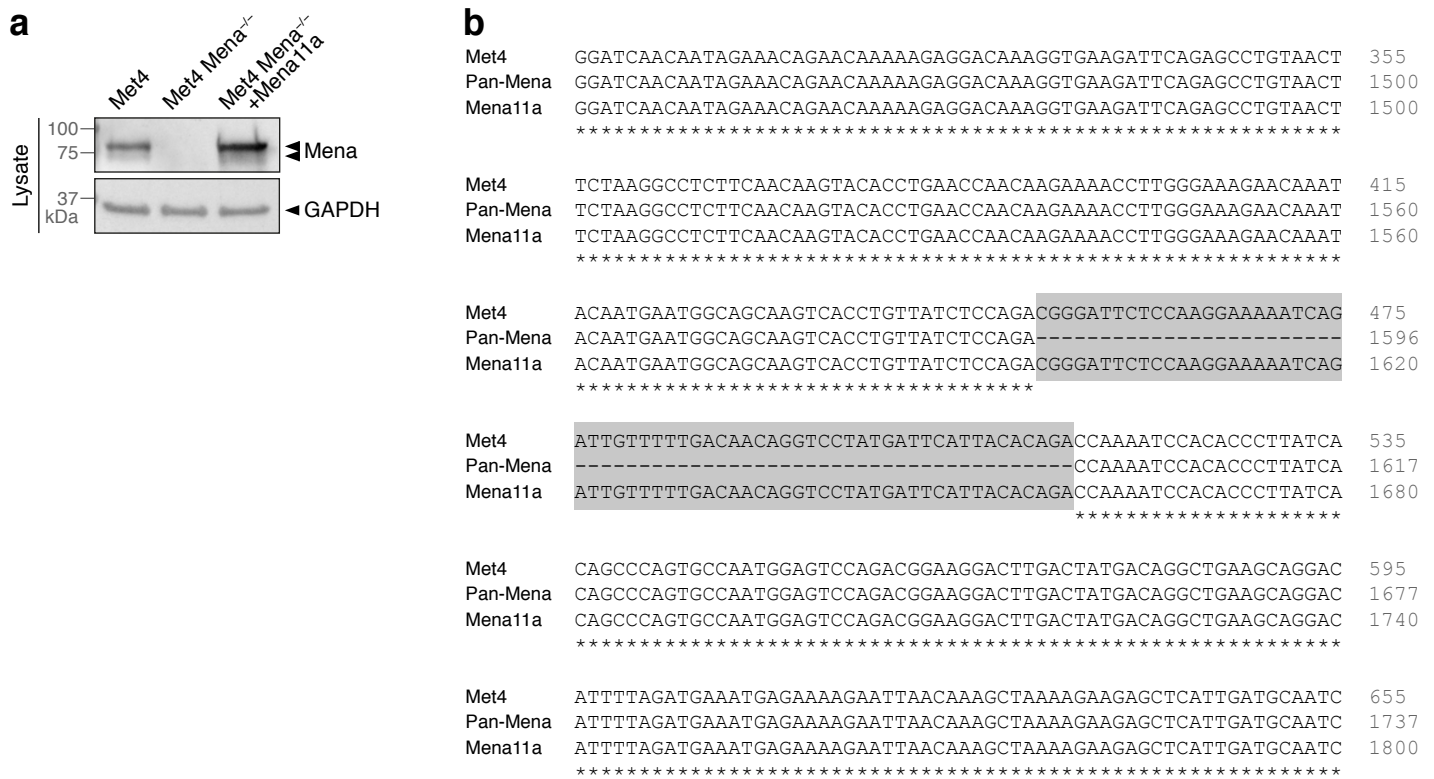 a
Met4
Met4 Mena-/-
Met4 Mena-/-
+Mena11a
Lysate
100
75
Mena
37
kDa
GAPDH
b
Met4 GGATCAACAATAGAAACAGAACAAAAAGAGGACAAAGGTGAAGATTCAGAGCCTGTAACT 355
Pan-Mena GGATCAACAATAGAAACAGAACAAAAAGAGGACAAAGGTGAAGATTCAGAGCCTGTAACT 1500
Mena11a GGATCAACAATAGAAACAGAACAAAAAGAGGACAAAGGTGAAGATTCAGAGCCTGTAACT 1500
************************************************************
Met4 TCTAAGGCCTCTTCAACAAGTACACCTGAACCAACAAGAAAACCTTGGGAAAGAACAAAT 415
Pan-Mena TCTAAGGCCTCTTCAACAAGTACACCTGAACCAACAAGAAAACCTTGGGAAAGAACAAAT 1560
Mena11a TCTAAGGCCTCTTCAACAAGTACACCTGAACCAACAAGAAAACCTTGGGAAAGAACAAAT 1560
************************************************************
Met4 ACAATGAATGGCAGCAAGTCACCTGTTATCTCCAGACGGGATTCTCCAAGGAAAAATCAG 475
Pan-Mena ACAATGAATGGCAGCAAGTCACCTGTTATCTCCAGA------------------------ 1596
Mena11a ACAATGAATGGCAGCAAGTCACCTGTTATCTCCAGACGGGATTCTCCAAGGAAAAATCAG 1620
************************************
Met4 ATTGTTTTTGACAACAGGTCCTATGATTCATTACACAGACCAAAATCCACACCCTTATCA 535
Pan-Mena ---------------------------------------CCAAAATCCACACCCTTATCA 1617
Mena11a ATTGTTTTTGACAACAGGTCCTATGATTCATTACACAGACCAAAATCCACACCCTTATCA 1680
*********************
Met4 CAGCCCAGTGCCAATGGAGTCCAGACGGAAGGACTTGACTATGACAGGCTGAAGCAGGAC 595
Pan-Mena CAGCCCAGTGCCAATGGAGTCCAGACGGAAGGACTTGACTATGACAGGCTGAAGCAGGAC 1677
Mena11a CAGCCCAGTGCCAATGGAGTCCAGACGGAAGGACTTGACTATGACAGGCTGAAGCAGGAC 1740
************************************************************
Met4 ATTTTAGATGAAATGAGAAAAGAATTAACAAAGCTAAAAGAAGAGCTCATTGATGCAATC 655
Pan-Mena ATTTTAGATGAAATGAGAAAAGAATTAACAAAGCTAAAAGAAGAGCTCATTGATGCAATC 1737
Mena11a ATTTTAGATGAAATGAGAAAAGAATTAACAAAGCTAAAAGAAGAGCTCATTGATGCAATC 1800
************************************************************